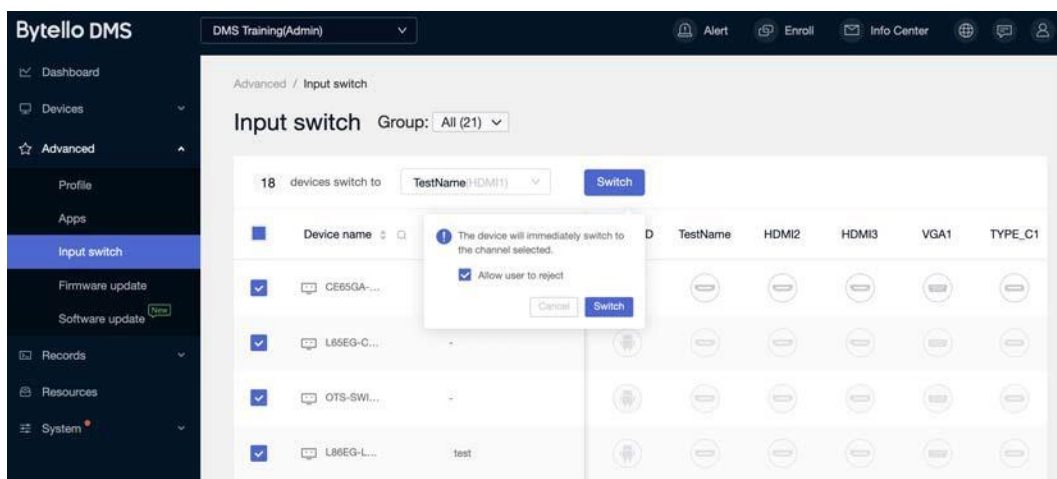 Bytello DMS
DMS Training(Admin)
Alert
Enroll
Info Center
Dashboard
Devices
Advanced
Profile
Apps
Input switch
Firmware update
Software update New
Records
Resources
System
Advanced / Input switch
Input switch Group: All (21)
18 devices switch to TestName(HDMI1) Switch
Device name D TestName HDMI2 HDMI3 VGA1 TYPE_C1
The device will immediately switch to
the channel selected.
Allow user to reject
Cancel Switch
CE65GA-...
L65EG-C... -
OTS-SWI... -
L86EG-L... test